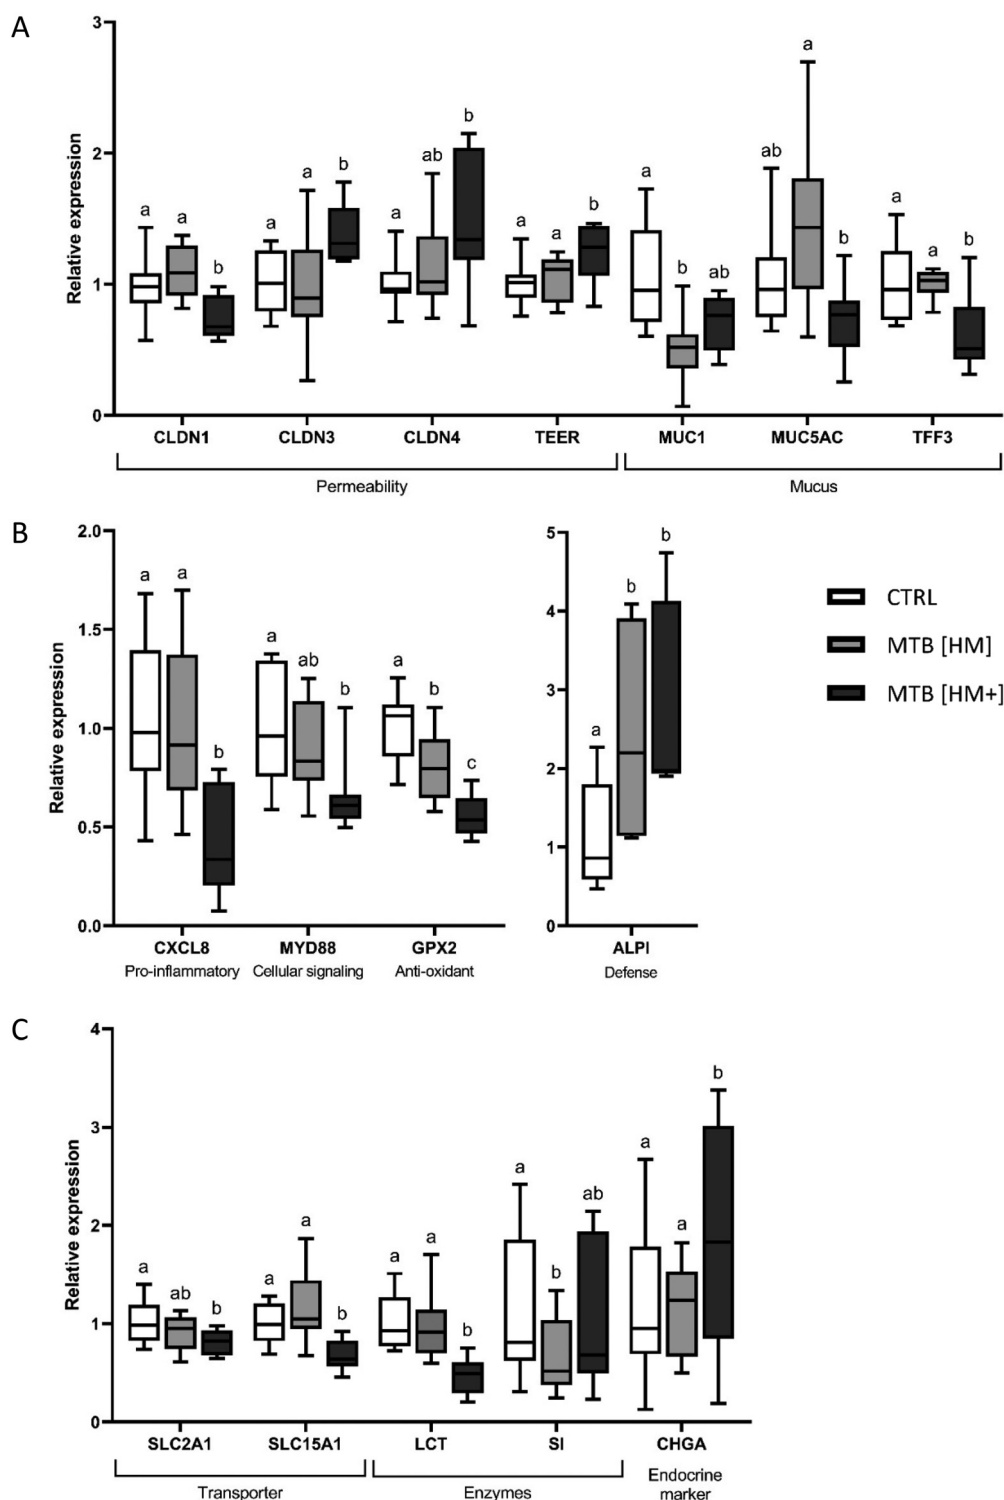 A
3
2
1
0
Relative expression
a a b
a a b
a ab b
a a b
a b ab
ab a b
a a b
CLDN1 CLDN3 CLDN4 TEER MUC1 MUC5AC TFF3
Permeability Mucus
B
2.0
1.5
1.0
0.5
0.0
Relative expression
a a b
a ab b
a b c
CXCL8 MYD88 GPX2
Pro-inflammatory Cellular signaling Anti-oxidant
5
4
3
2
1
0
a b b
ALPI
Defense
CTRL
MTB [HM]
MTB [HM+]
C
4
3
2
1
0
Relative expression
a ab b
a a b
a a b
a b ab
a a b
SLC2A1 SLC15A1 LCT SI CHGA
Transporter Enzymes Endocrine
marker